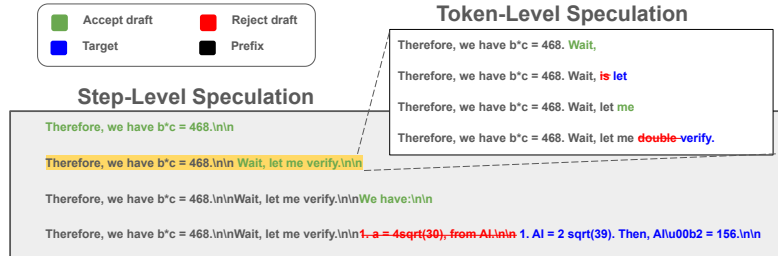 Accept draft
Reject draft
Target
Prefix
Token-Level Speculation
Therefore, we have b*c = 468. Wait,
Therefore, we have b*c = 468. Wait, is let
Therefore, we have b*c = 468. Wait, let me
Therefore, we have b*c = 468. Wait, let me double verify.
Step-Level Speculation
Therefore, we have b*c = 468.\n\n
Therefore, we have b*c = 468.\n\n Wait, let me verify.\n\n
Therefore, we have b*c = 468.\n\nWait, let me verify.\n\nWe have:\n\n
Therefore, we have b*c = 468.\n\nWait, let me verify.\n\n1. a = 4sqrt(30), from AI.\n\n 1. AI = 2 sqrt(39). Then, AI\u00b2 = 156.\n\n